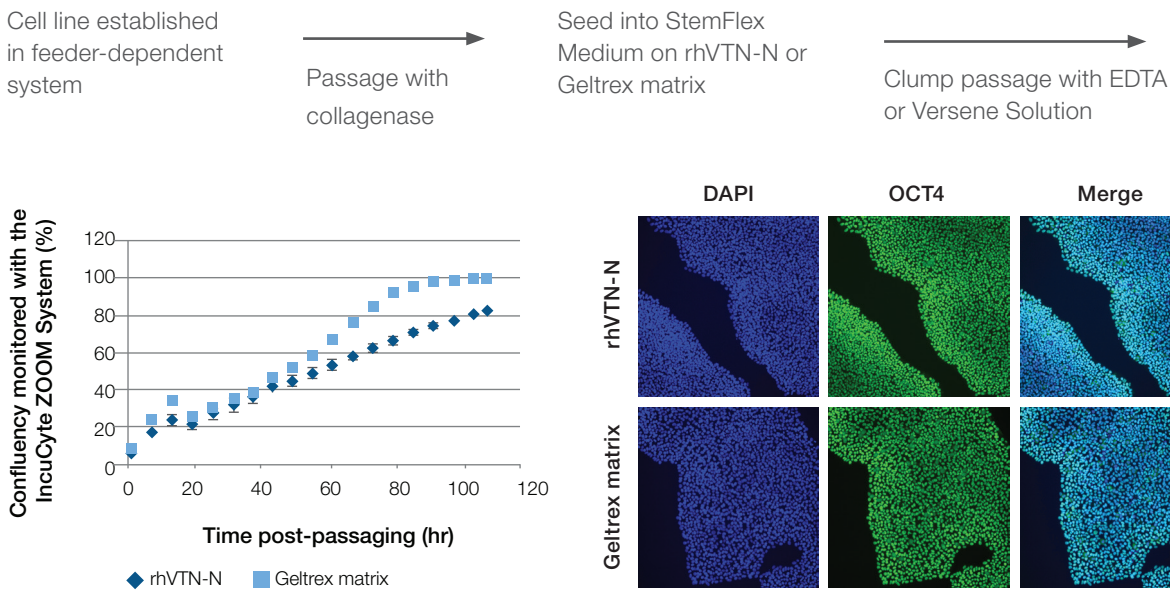 Cell line established
in feeder-dependent
system
Passage with
collagenase
Seed into StemFlex
Medium on rhVTN-N or
Geltrex matrix
Clump passage with EDTA
or Versene Solution
Confluency monitored with the
IncuCyte ZOOM System (%)
120
100
80
60
40
20
0
0 20 40 60 80 100 120
Time post-passaging (hr)
rhVTN-N Geltrex matrix
DAPI OCT4 Merge
rhVTN-N
Geltrex matrix